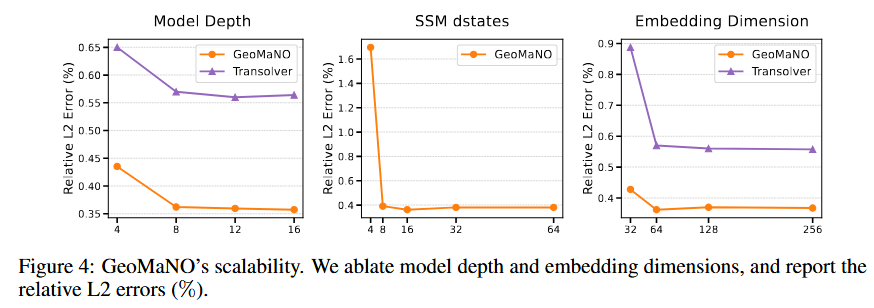 Model Depth
Relative L2 Error (%)
0.65
0.60
0.55
0.50
0.45
0.40
0.35
4 8 12 16
GeoMaNO
Transolver
SSM dstates
Relative L2 Error (%)
1.6
1.4
1.2
1.0
0.8
0.6
0.4
4 8 16 32 64
GeoMaNO
Embedding Dimension
Relative L2 Error (%)
0.9
0.8
0.7
0.6
0.5
0.4
32 64 128 256
GeoMaNO
Transolver
Figure 4: GeoMaNO's scalability. We ablate model depth and embedding dimensions, and report the
relative L2 errors (%).